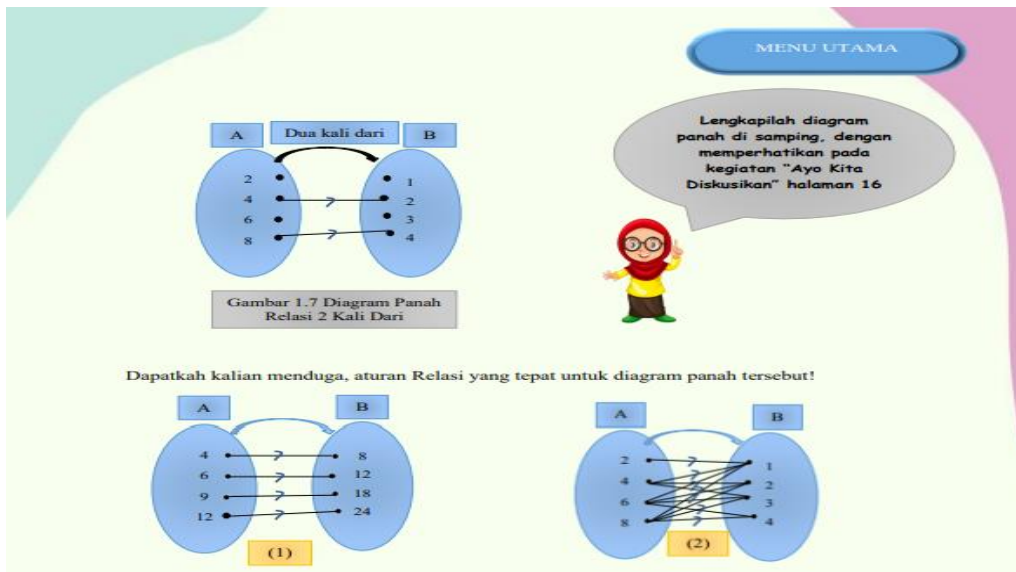 MENU UTAMA
Lengkapilah diagram
panah di samping, dengan
memperhatikan pada
kegiatan "Ayo Kita
Diskusikan" halaman 16
A
Dua kali dari
B
2
4
6
8
1
2
3
4
Gambar 1.7 Diagram Panah
Relasi 2 Kali Dari
Dapatkah kalian menduga, aturan Relasi yang tepat untuk diagram panah tersebut!
A
B
4
6
9
12
8
12
18
24
(1)
A
B
2
4
6
8
1
2
3
4
(2)